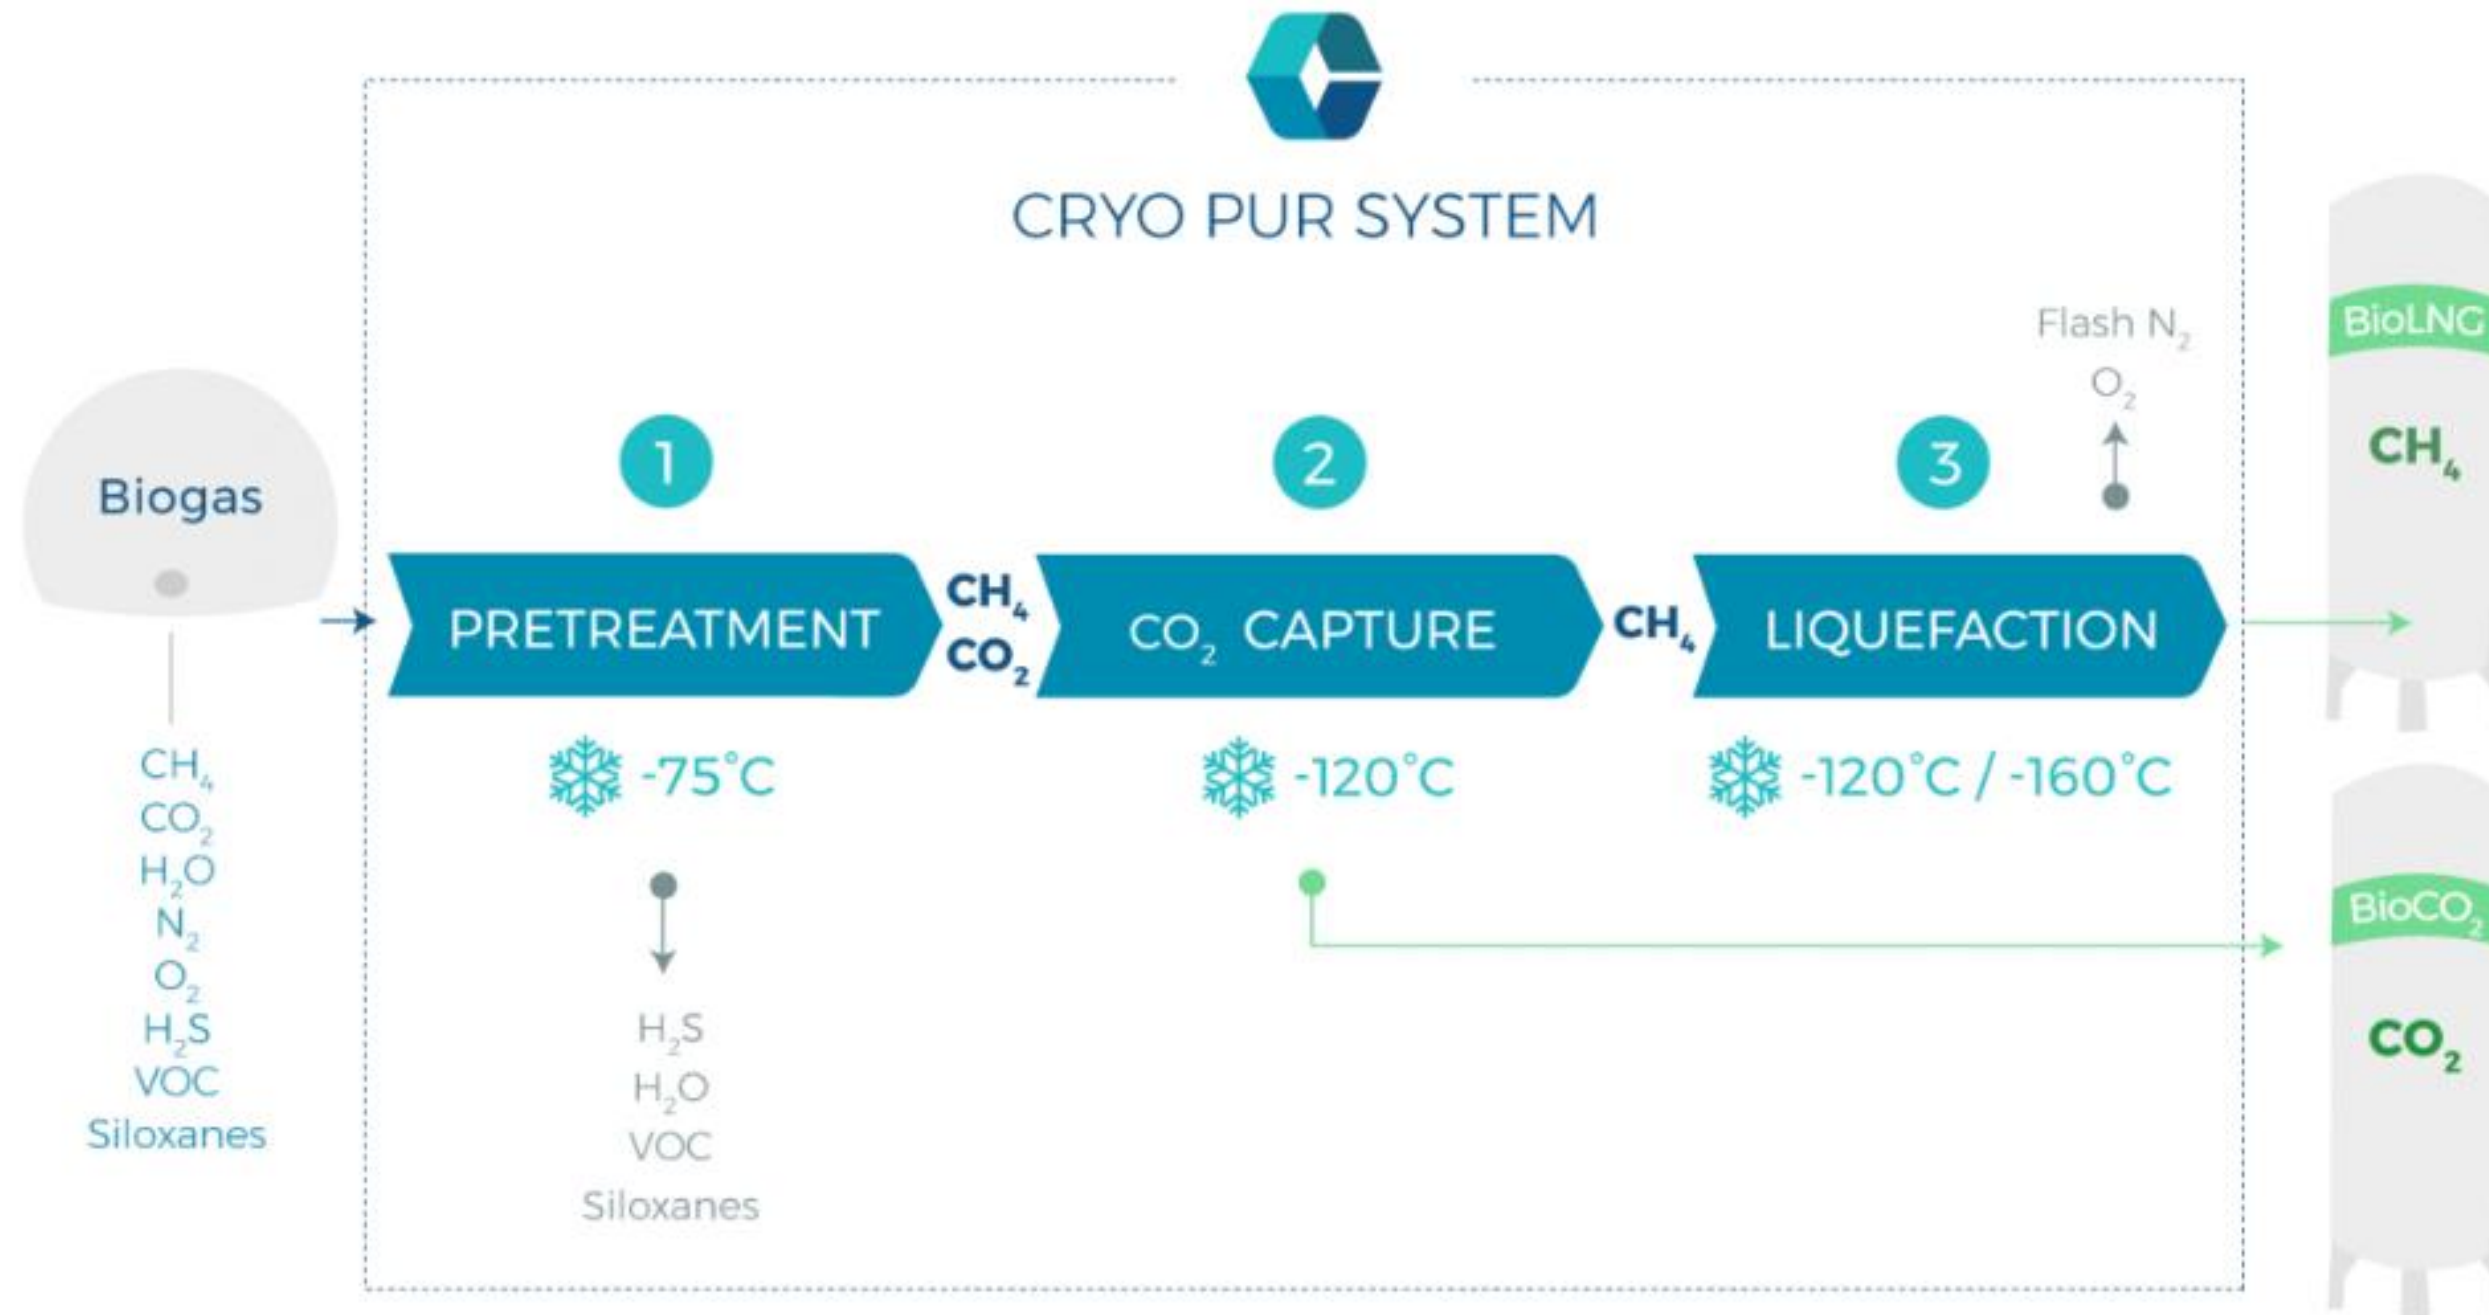 CRYO PUR SYSTEM
Biogas
CH₄
CO₂
H₂O
N₂
O₂
H₂S
VOC
Siloxanes
1
PRETREATMENT
-75°C
H₂S
H₂O
VOC
Siloxanes
CH₄
CO₂
2
CO₂ CAPTURE
-120°C
CH₄
3
LIQUEFACTION
-120°C / -160°C
Flash N₂
O₂
BioLNG
CH₄
BioCO₂
CO₂